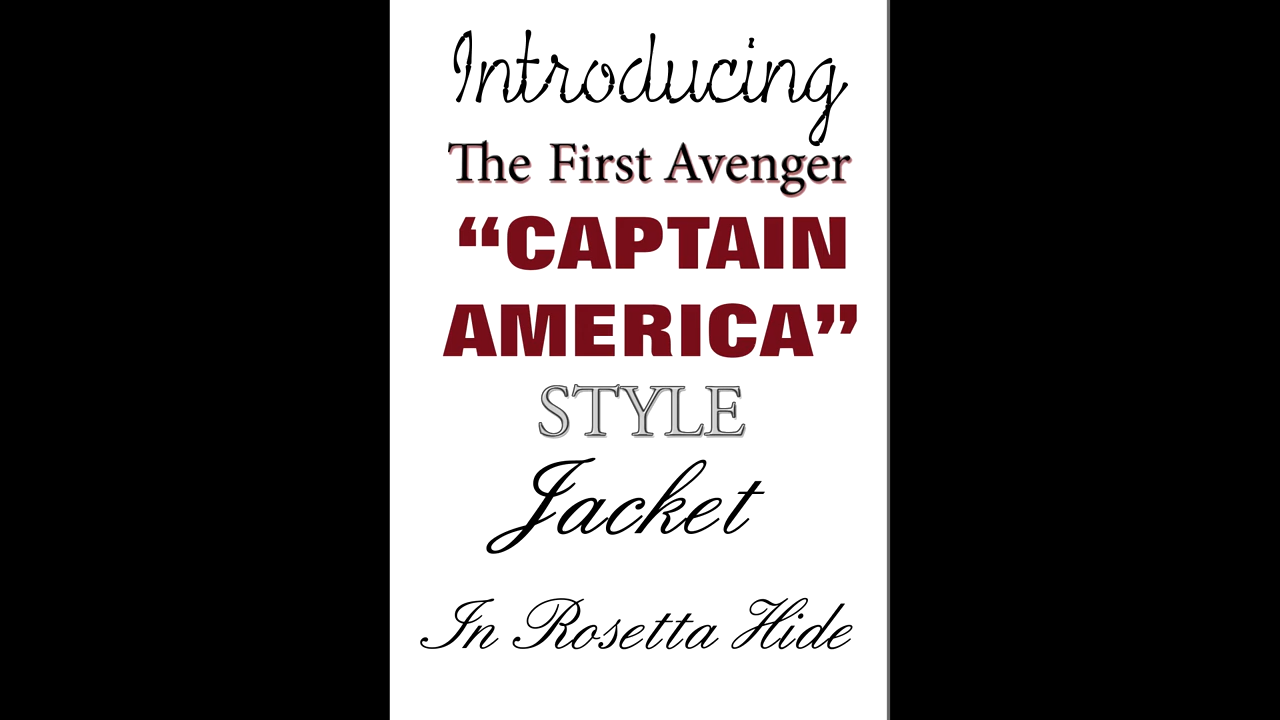 Introducing
The First Avenger
“CAPTAIN
AMERICA”
STYLE
Jacket
In Rosetta Hide